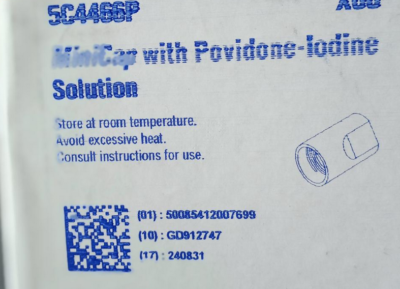 5C4466P
MiniCap with Povidone-Iodine
Solution
Store at room temperature.
Avoid excessive heat.
Consult instructions for use.
(01) : 50085412007699
(10) : GD912747
(17) : 240831